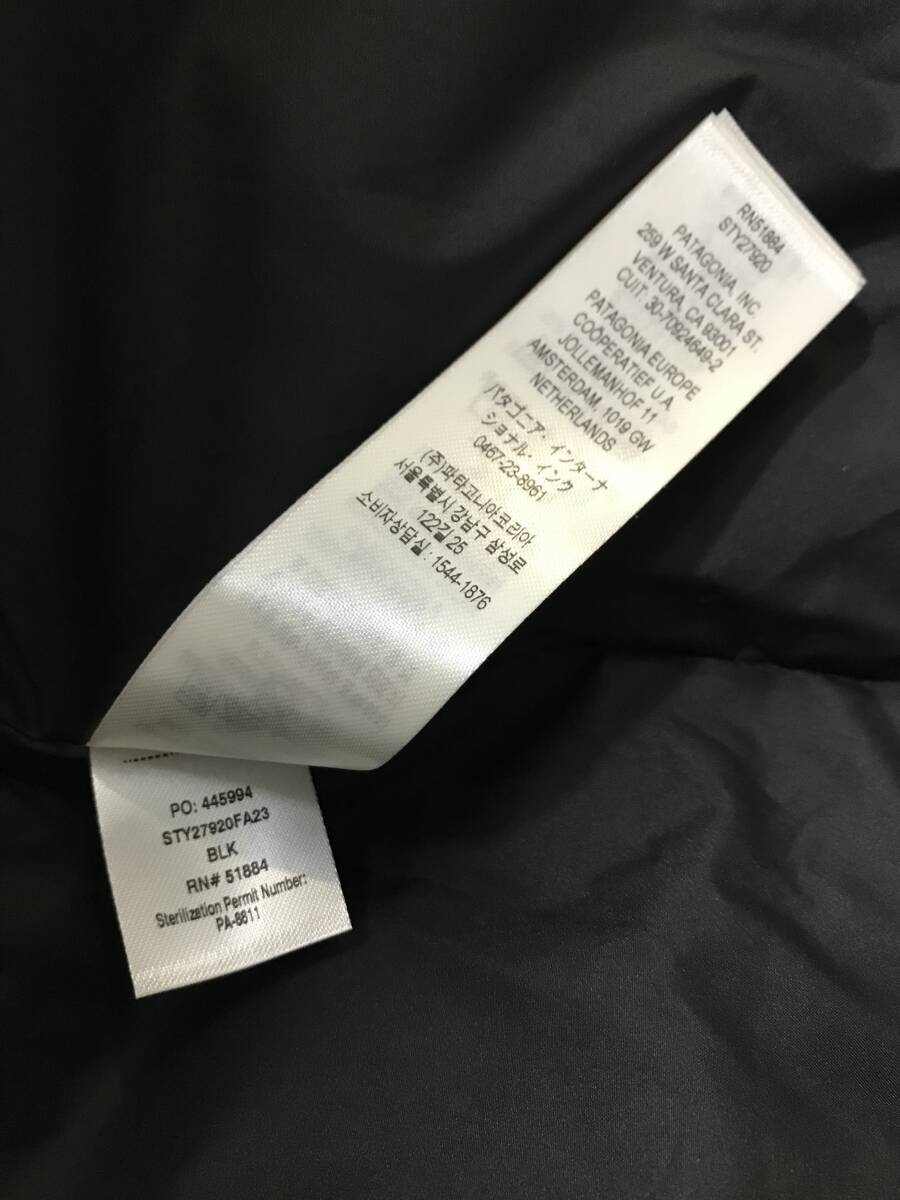 RN51884
STY27920
PATAGONIA, INC.
259 W SANTA CLARA ST.
VENTURA, CA 93001
CUIT. 30-70924649-2
PATAGONIA EUROPE
COÖPERATIEF U.A.
JOLLEMANHOF 11
AMSTERDAM, 1019 GW
NETHERLANDS
パタゴニア・インターナ
ショナル・インク
0467-23-8961
(주)파타고니아코리아
서울특별시 강남구 삼성로
122길 25
소비자상담실 : 1544-1876
PO: 445994
STY27920FA23
BLK
RN# 51884
Sterilization Permit Number:
PA-8811